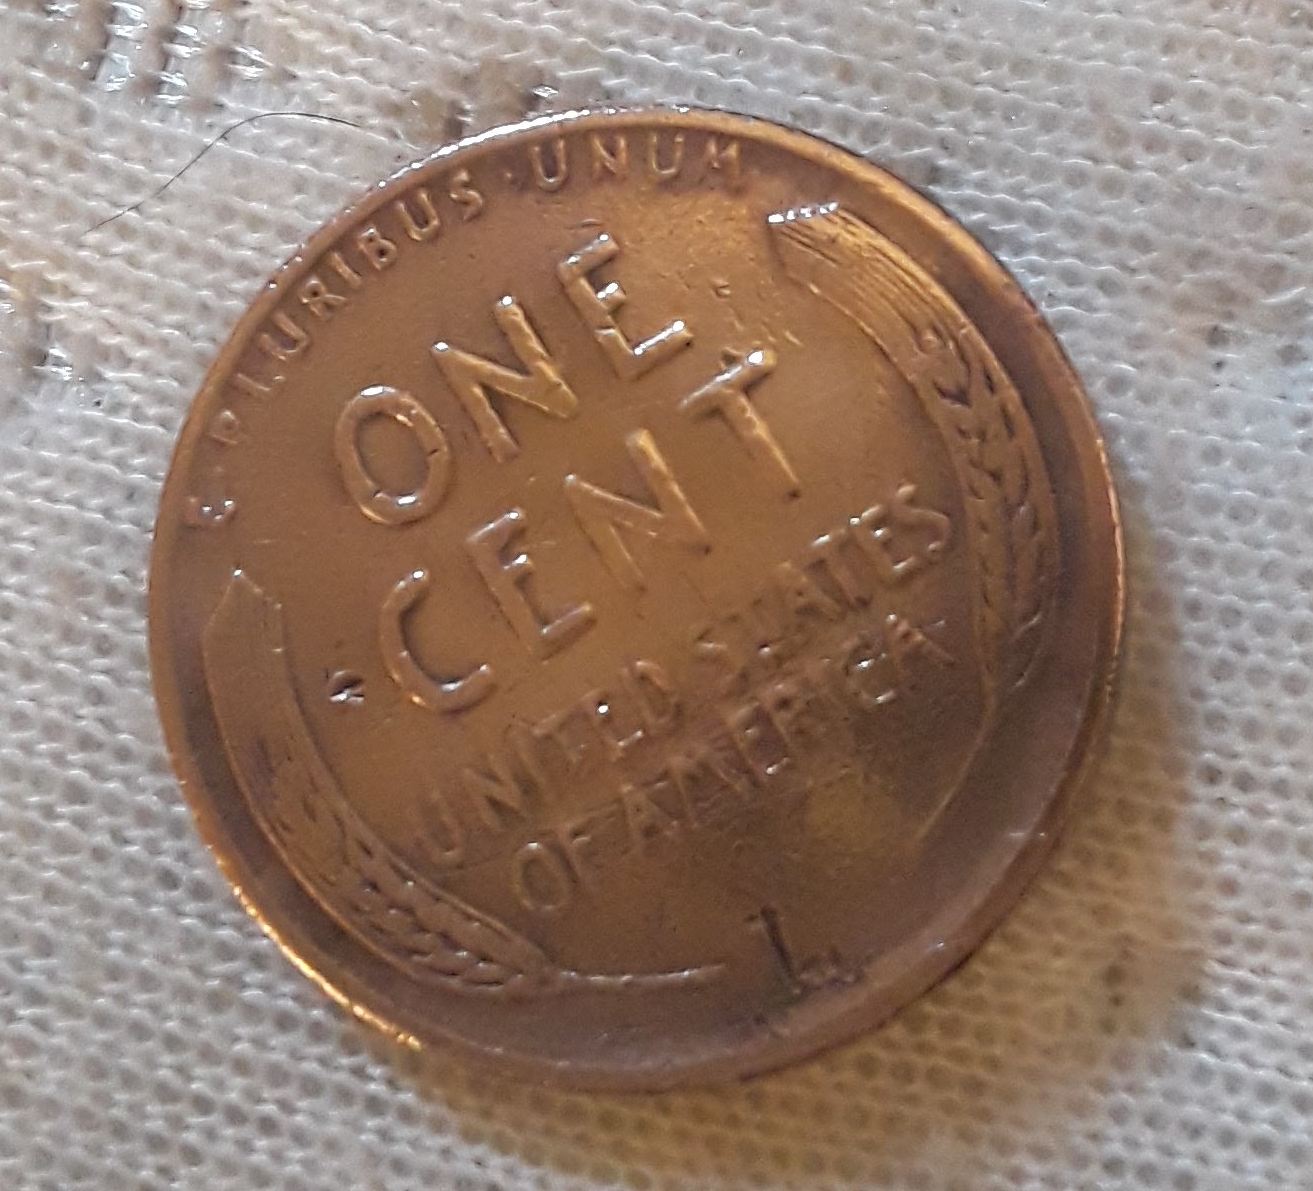 E · PLURIBUS · UNUM
ONE
CENT
UNITED STATES
OF AMERICA